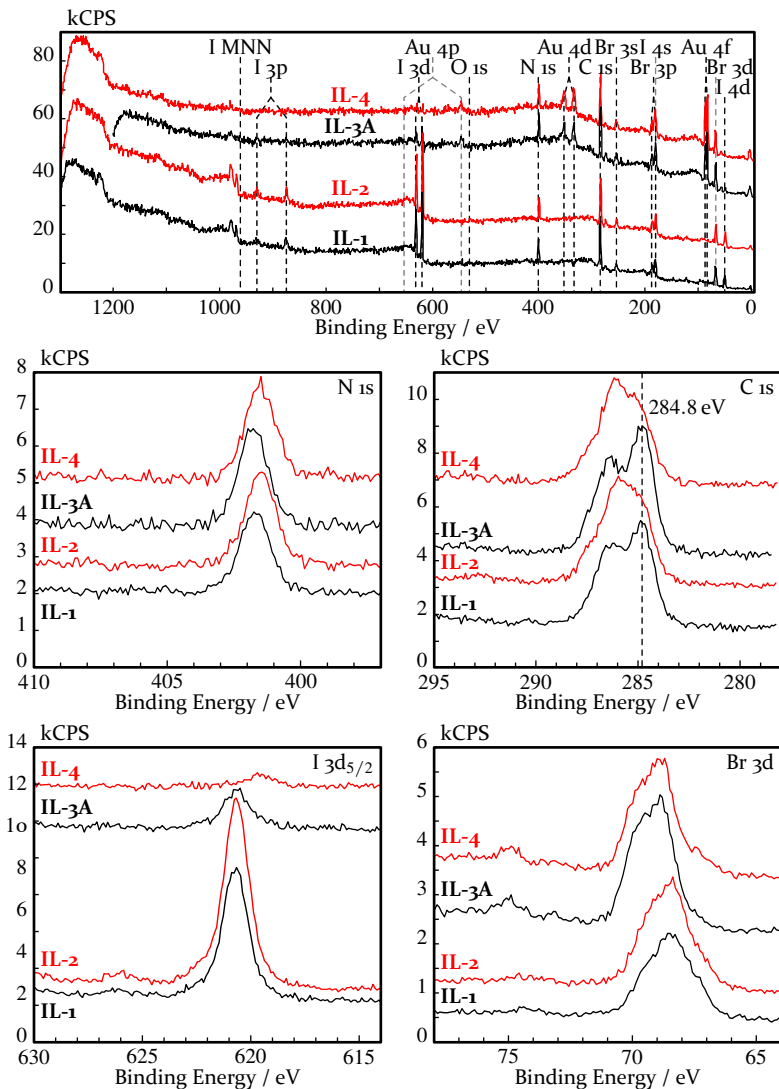 kCPS
I MNN Au 4p Au 4d Br 3s I 4s Au 4f
I 3p I 3d O 1s N 1s C 1s Br 3p Br 3d
I 4d
80
60
40
20
0
IL-4
IL-3A
IL-2
IL-1
1200 1000 800 600 400 200 0
Binding Energy / eV
kCPS
N 1s
8
7
6
5
4
3
2
1
0
IL-4
IL-3A
IL-2
IL-1
410 405 400
Binding Energy / eV
kCPS
C 1s
284.8 eV
10
8
6
4
2
0
IL-4
IL-3A
IL-2
IL-1
295 290 285 280
Binding Energy / eV
kCPS
I 3d5/2
14
12
10
8
6
4
2
0
IL-4
IL-3A
IL-2
IL-1
630 625 620 615
Binding Energy / eV
kCPS
Br 3d
6
5
4
3
2
1
0
IL-4
IL-3A
IL-2
IL-1
75 70 65
Binding Energy / eV